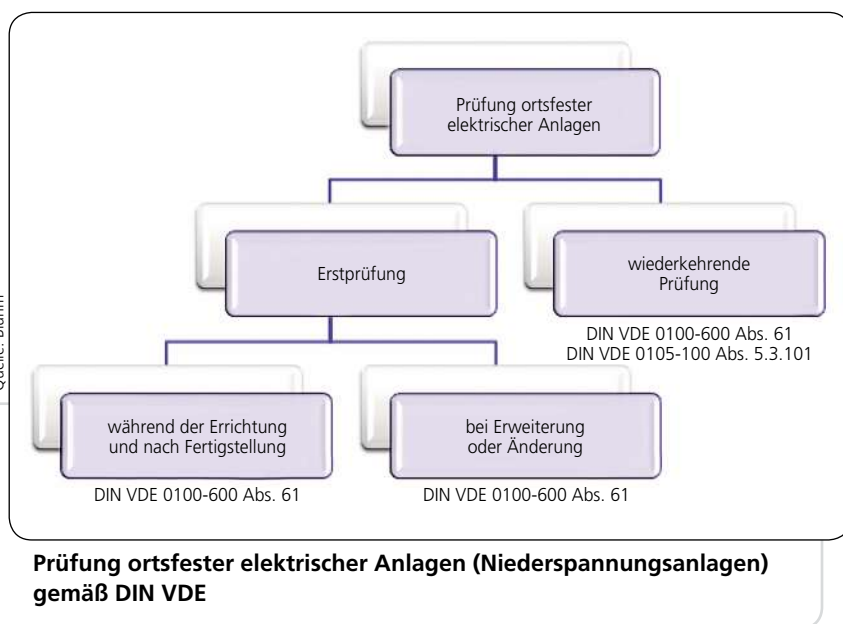 Prüfung ortsfester
elektrischer Anlagen
Erstprüfung
wiederkehrende
Prüfung
DIN VDE 0100-600 Abs. 61
DIN VDE 0105-100 Abs. 5.3.101
während der Errichtung
und nach Fertigstellung
DIN VDE 0100-600 Abs. 61
bei Erweiterung
oder Änderung
DIN VDE 0100-600 Abs. 61
Prüfung ortsfester elektrischer Anlagen (Niederspannungsanlagen)
gemäß DIN VDE
Quelle: